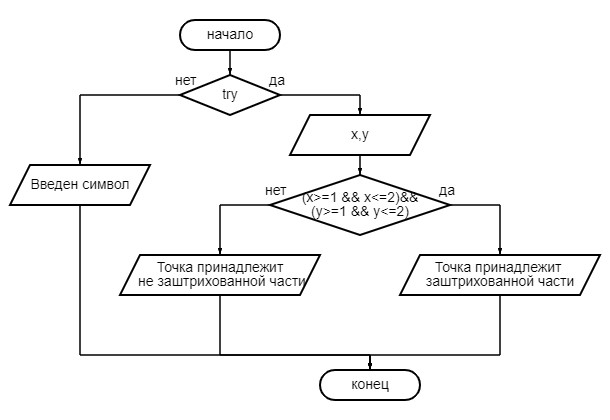 начало
нет
да
try
x,y
Введен символ
нет
да
(x>=1 && x<=2)&&
(y>=1 && y<=2)
Точка принадлежит
не заштрихованной части
Точка принадлежит
заштрихованной части
конец